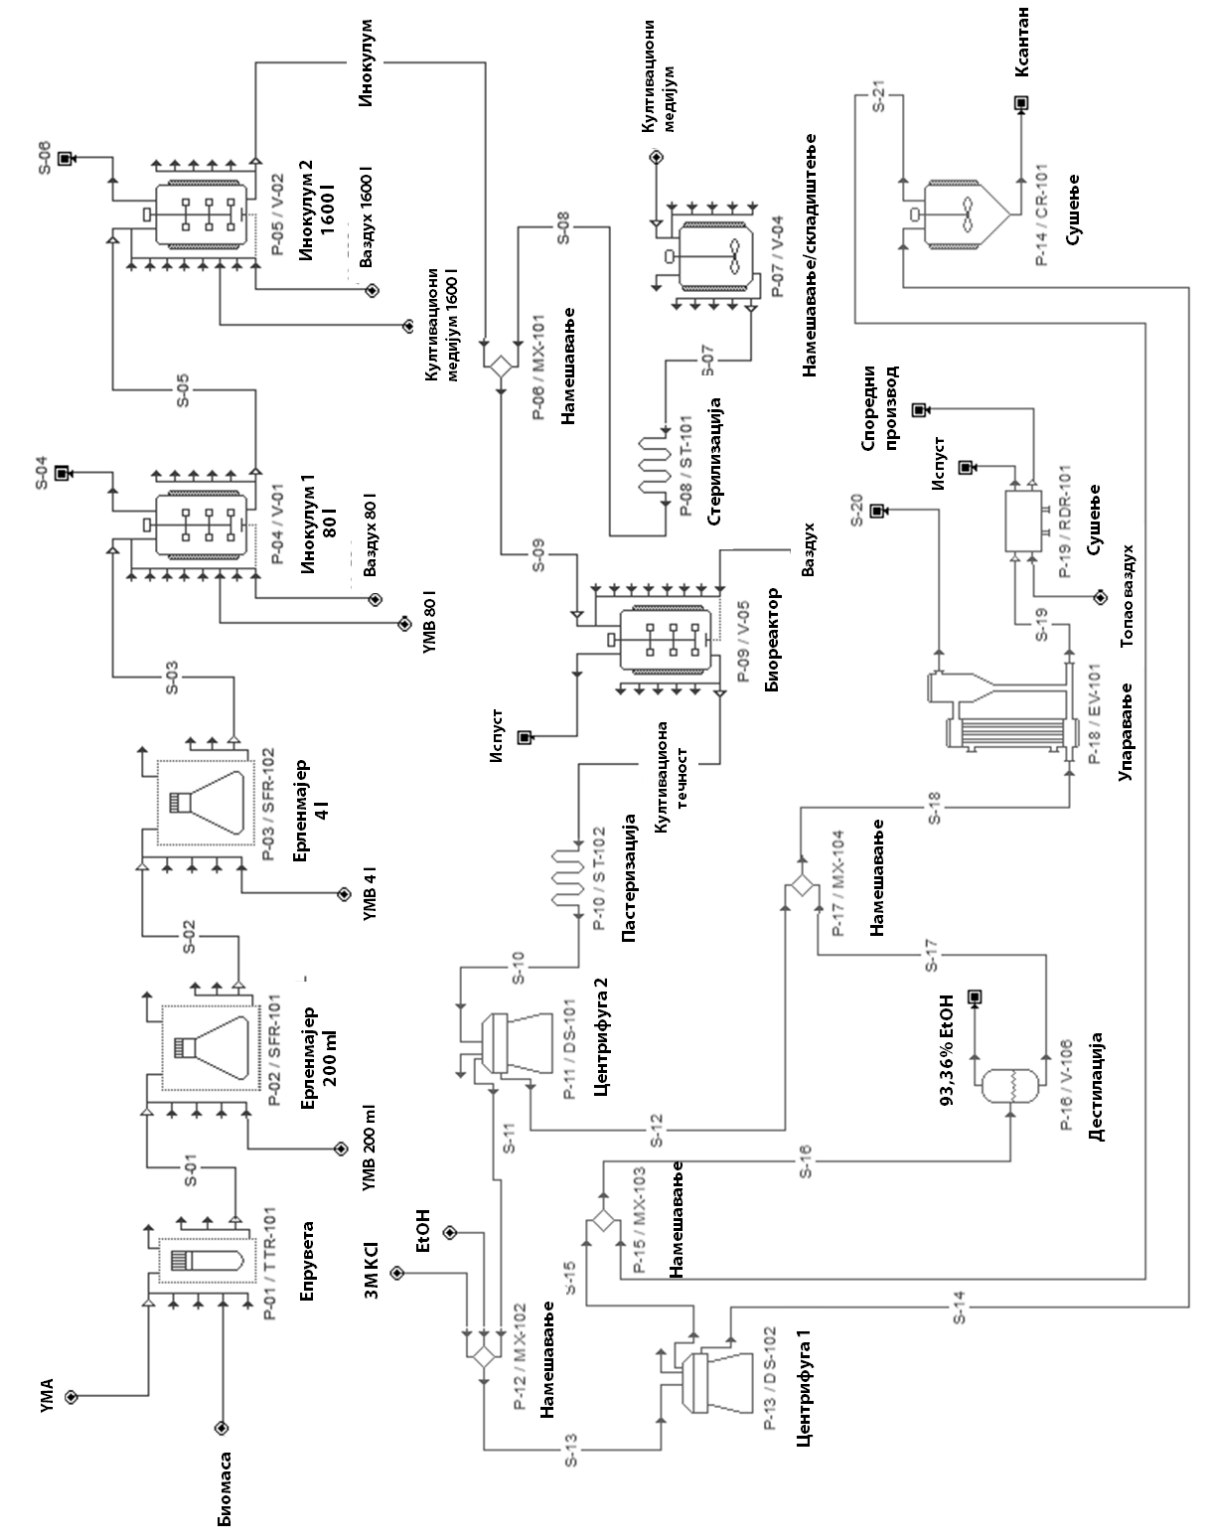 Биомаса
YMA
P-01 / TTR-101
Епрувета
S-01
YMB 200 ml
P-02 / SFR-101
Ерленмајер
200 ml
S-02
YMB 4 l
P-03 / SFR-102
Ерленмајер
4 l
S-03
YMB 80 l
Ваздух 80 l
P-04 / V-01
Инокулум 1
80 l
S-04
S-05
Култивациони
медијум 1600 l
Ваздух 1600 l
P-05 / V-02
Инокулум 2
1600 l
S-06
Инокулум
P-06 / MX-101
Намешавање
Култивациони
медијум
P-07 / V-04
Намешавање/складиштење
S-07
P-08 / ST-101
Стерилизација
S-08
S-09
Ваздух
P-09 / V-05
Биореактор
Испуст
Култивациона
течност
P-10 / ST-102
Пастеризација
S-10
P-11 / DS-101
Центрифуга 2
S-11
S-12
3M KCl
EtOH
P-12 / MX-102
Намешавање
S-13
P-13 / DS-102
Центрифуга 1
S-14
S-15
P-15 / MX-103
Намешавање
S-16
93,36% EtOH
P-16 / V-106
Дестилација
S-17
P-17 / MX-104
Намешавање
S-18
P-18 / EV-101
Упаравање
S-19
S-20
Топао ваздух
P-19 / RDR-101
Сушење
Испуст
Споредни
производ
P-14 / CR-101
Сушење
S-21
Ксантан